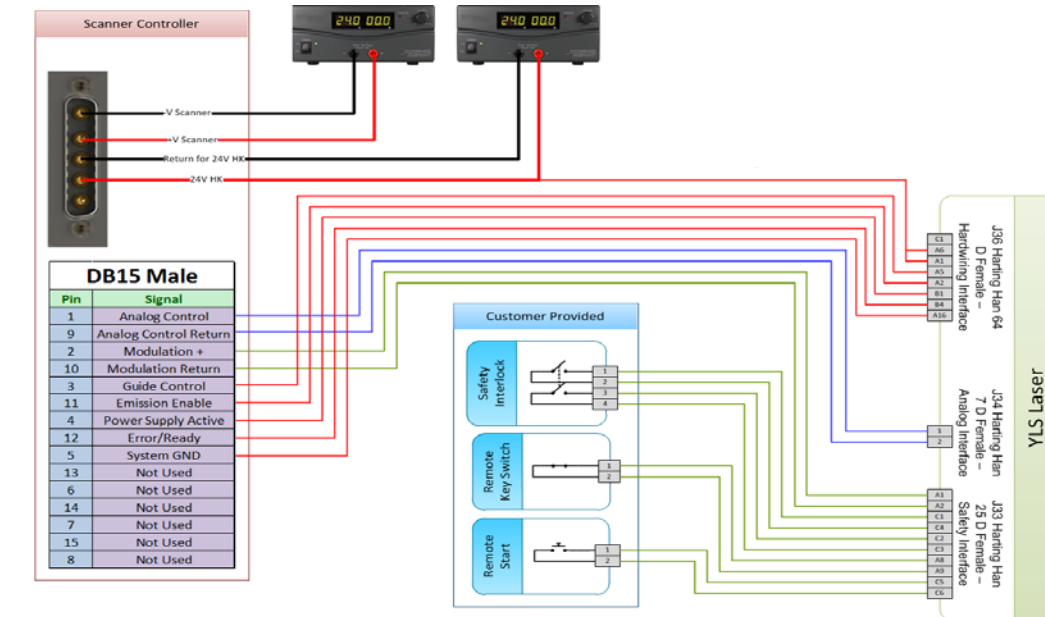 Scanner Controller
24.0 00.0
24.0 00.0
-V Scanner
+V Scanner
Return for 24V HK
24V HK
DB15 Male
Pin Signal
1 Analog Control
9 Analog Control Return
2 Modulation +
10 Modulation Return
3 Guide Control
11 Emission Enable
4 Power Supply Active
12 Error/Ready
5 System GND
13 Not Used
6 Not Used
14 Not Used
7 Not Used
15 Not Used
8 Not Used
Customer Provided
Safety
Interlock
1
2
3
4
Remote
Key Switch
1
2
Remote
Start
1
2
C1
A6
A1
A5
A2
B1
B4
A16
J36 Harting Han 64
D Female –
Hardwiring Interface
1
2
J34 Harting Han
7 D Female –
Analog Interface
A1
A2
C1
C4
C2
C3
A8
A9
C5
C6
J33 Harting Han
25 D Female –
Safety Interface
YLS Laser